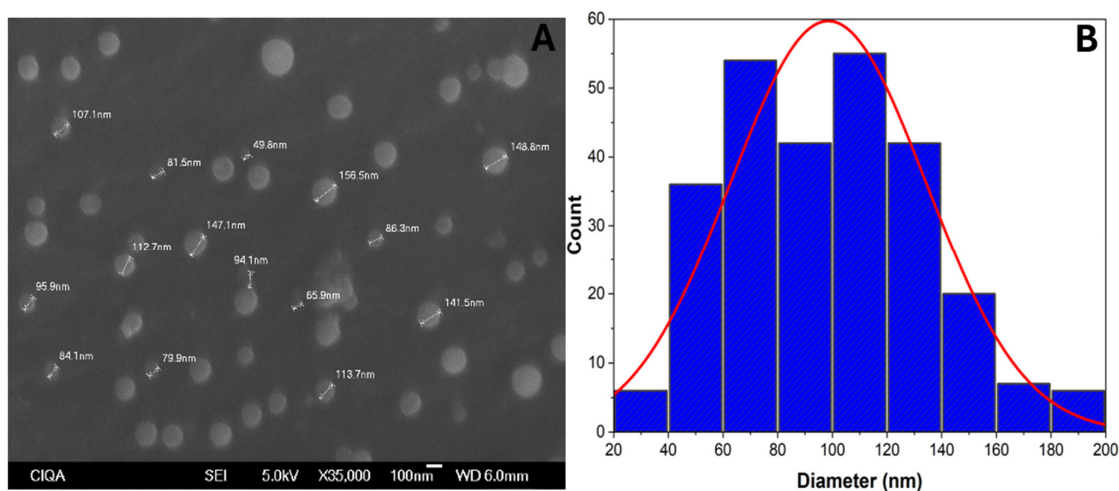 A
107.1nm
49.8nm
148.8nm
81.5nm
156.5nm
147.1nm
86.3nm
112.7nm
94.1nm
95.9nm
65.9nm
141.5nm
84.1nm
79.9nm
113.7nm
CIQA SEI 5.0kV X35,000 100nm WD 6.0mm
B
60
50
40
30
20
10
0
Count
20 40 60 80 100 120 140 160 180 200
Diameter (nm)